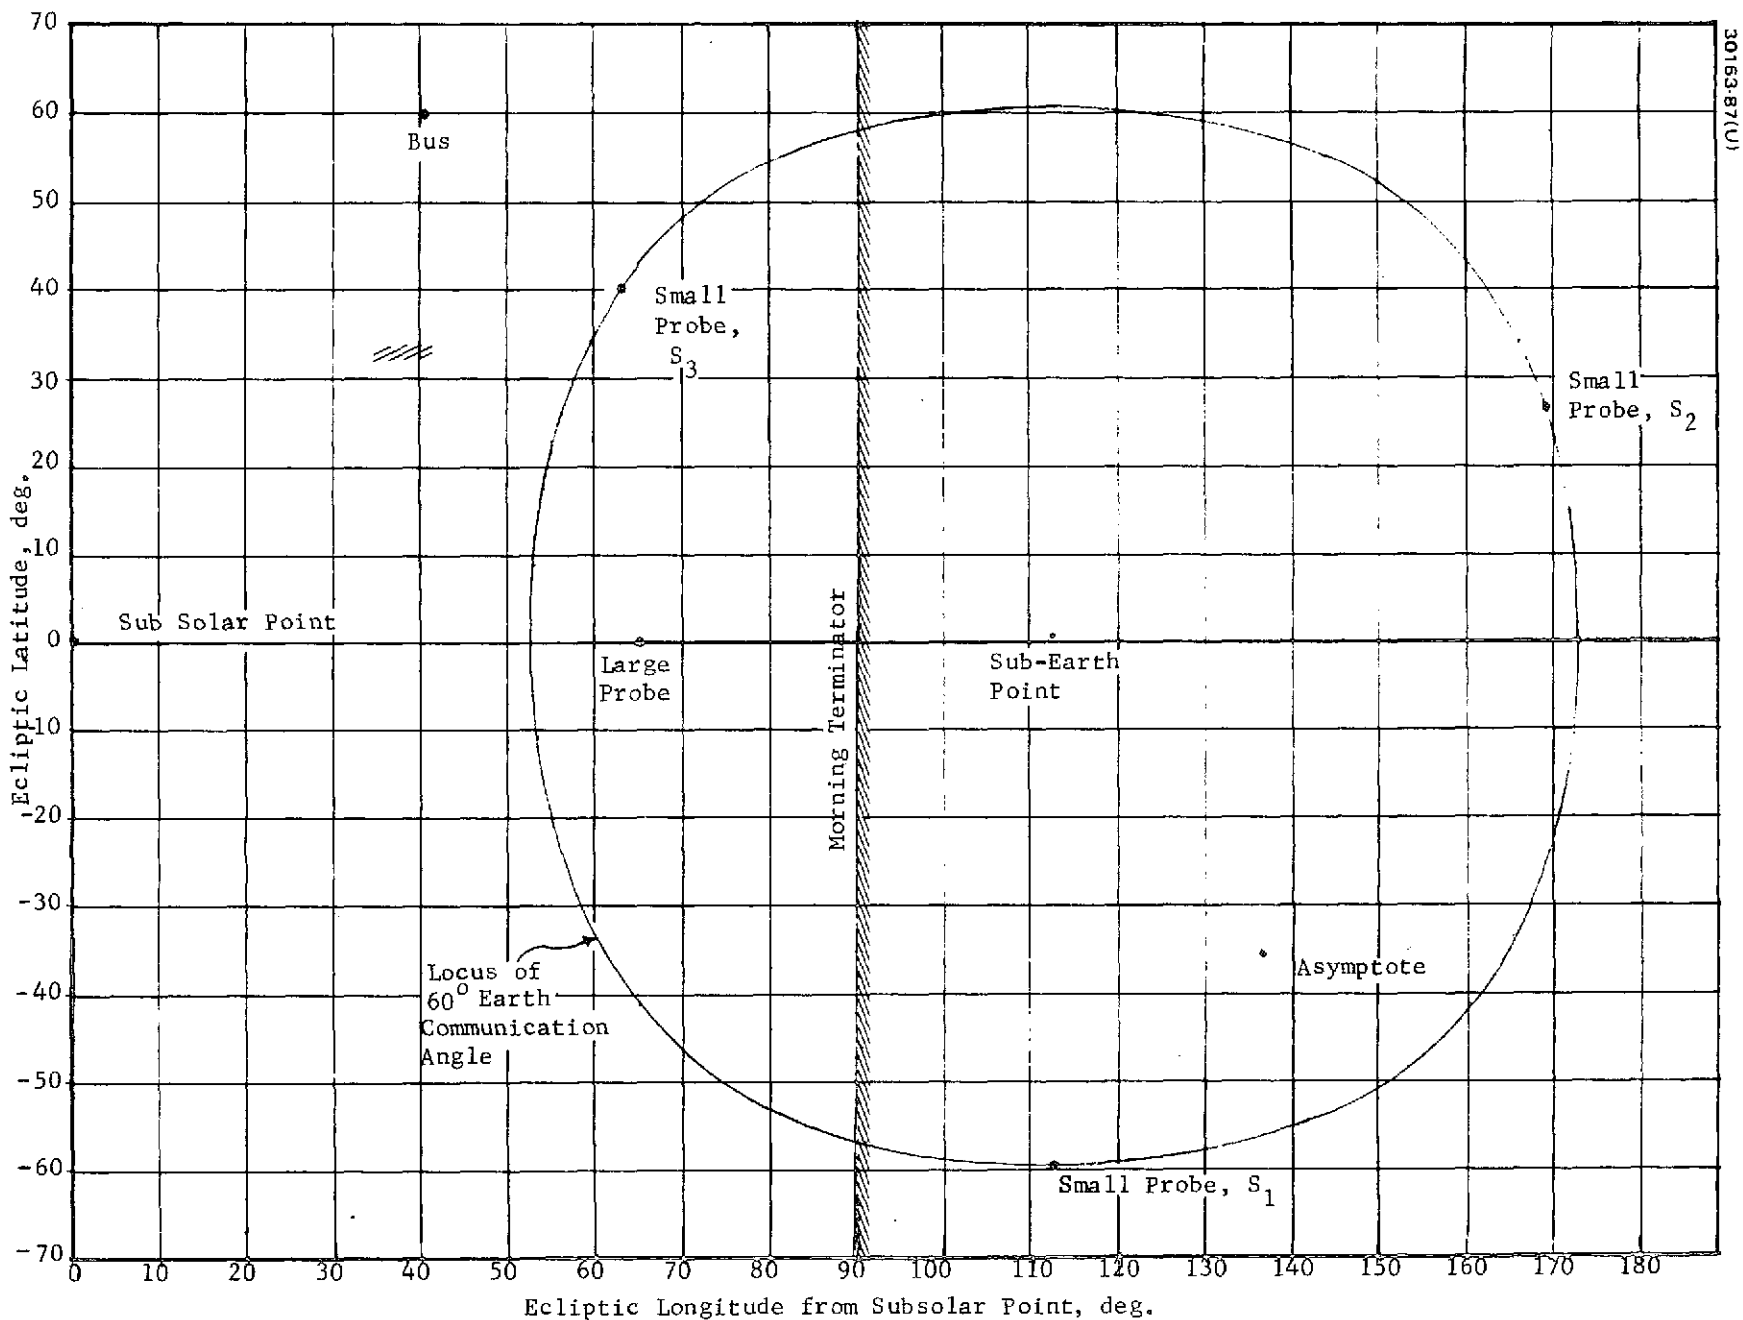 30163-87(U)
70
60
50
40
30
20
10
0
-10
-20
-30
-40
-50
-60
-70
Ecliptic Latitude, deg.
Bus
Small
Probe,
S3
Small
Probe, S2
Sub Solar Point
Large
Probe
Morning Terminator
Sub-Earth
Point
Locus of
60° Earth
Communication
Angle
Asymptote
Small Probe, S1
0 10 20 30 40 50 60 70 80 90 100 110 120 130 140 150 160 170 180
Ecliptic Longitude from Subsolar Point, deg.